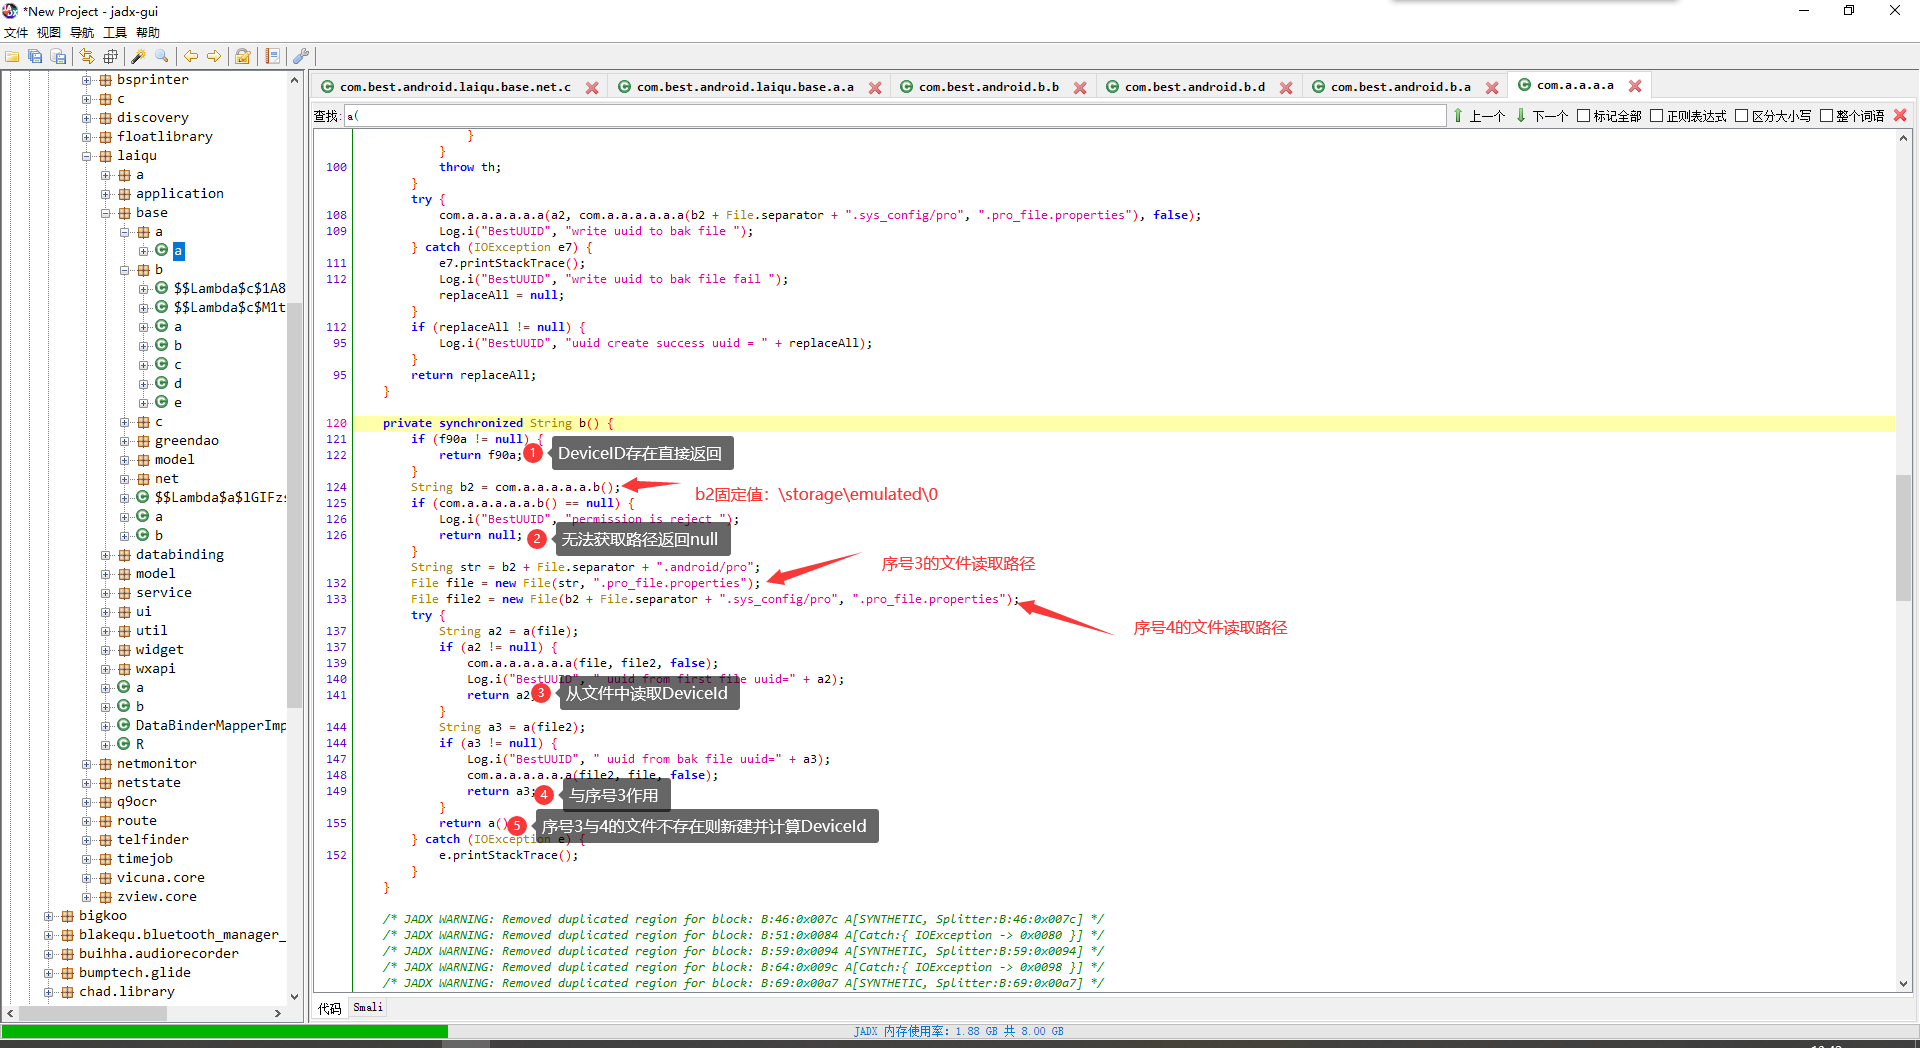 *New Project - jadx-gui
文件 视图 导航 工具 帮助
bsprinter
c
discovery
floatlibrary
laiqu
a
application
base
a
a
b
$$Lambda$c$1A8
$$Lambda$c$M1t
a
b
c
d
e
c
greendao
model
net
$$Lambda$a$lGIFzs
a
b
databinding
model
service
ui
util
widget
wxapi
a
b
DataBinderMapperImp
R
netmonitor
netstate
q9ocr
route
telfinder
timejob
vicuna.core
zview.core
bigkoo
blakequ.bluetooth_manager_
buihha.audiorecorder
bumptech.glide
chad.library
com.best.android.laiqu.base.net.c com.best.android.laiqu.base.a.a com.best.android.b.b com.best.android.b.d com.best.android.b.a com.a.a.a.a
查找: a( 上一个 下一个 标记全部 正则表达式 区分大小写 整个词语
}
}
100 throw th;
}
try {
108 com.a.a.a.a.a.a(a2, com.a.a.a.a.a.a(b2 + File.separator + ".sys_config/pro", ".pro_file.properties"), false);
109 Log.i("BestUUID", "write uuid to bak file ");
} catch (IOException e7) {
111 e7.printStackTrace();
112 Log.i("BestUUID", "write uuid to bak file fail ");
replaceAll = null;
}
112 if (replaceAll != null) {
95 Log.i("BestUUID", "uuid create success uuid = " + replaceAll);
}
95 return replaceAll;
}
120 private synchronized String b() {
121 if (f90a != null) {
122 return f90a; 1 DeviceID存在直接返回
}
124 String b2 = com.a.a.a.a.a.b(); b2固定值：\storage\emulated\0
125 if (com.a.a.a.a.a.b() == null) {
126 Log.i("BestUUID", "permission is reject ");
126 return null; 2 无法获取路径返回null
}
String str = b2 + File.separator + ".android/pro"; 序号3的文件读取路径
132 File file = new File(str, ".pro_file.properties");
133 File file2 = new File(b2 + File.separator + ".sys_config/pro", ".pro_file.properties");
try { 序号4的文件读取路径
137 String a2 = a(file);
137 if (a2 != null) {
139 com.a.a.a.a.a.a(file, file2, false);
140 Log.i("BestUUID", " uuid from first file uuid=" + a2);
141 return a2 3 从文件中读取DeviceId
}
144 String a3 = a(file2);
144 if (a3 != null) {
147 Log.i("BestUUID", " uuid from bak file uuid=" + a3);
148 com.a.a.a.a.a.a(file2, file, false);
149 return a3; 4 与序号3作用
}
155 return a() 5 序号3与4的文件不存在则新建并计算DeviceId
} catch (IOException e) {
152 e.printStackTrace();
}
}
/* JADX WARNING: Removed duplicated region for block: B:46:0x007c A[SYNTHETIC, Splitter:B:46:0x007c] */
/* JADX WARNING: Removed duplicated region for block: B:51:0x0084 A[Catch:{ IOException -> 0x0080 }] */
/* JADX WARNING: Removed duplicated region for block: B:59:0x0094 A[SYNTHETIC, Splitter:B:59:0x0094] */
/* JADX WARNING: Removed duplicated region for block: B:64:0x009c A[Catch:{ IOException -> 0x0098 }] */
/* JADX WARNING: Removed duplicated region for block: B:69:0x00a7 A[SYNTHETIC, Splitter:B:69:0x00a7] */
代码 Smali
JADX 内存使用率: 1.88 GB 共 8.00 GB